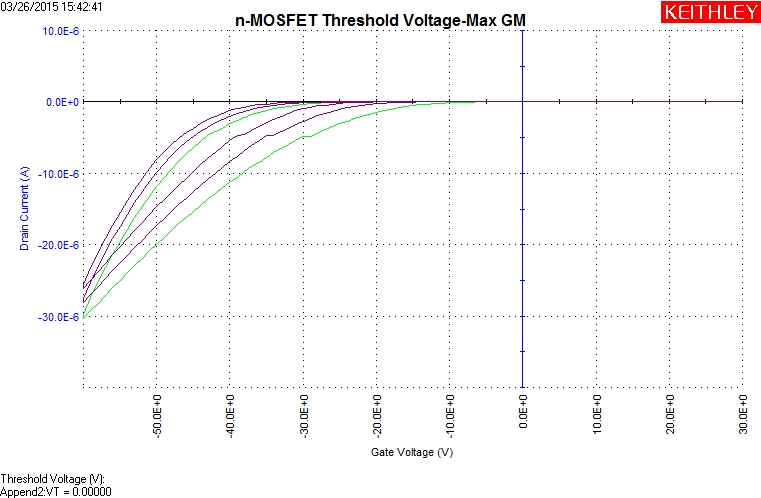 03/26/2015 15:42:41
n-MOSFET Threshold Voltage-Max GM
KEITHLEY
10.0E-6
0.0E+0
-10.0E-6
-20.0E-6
-30.0E-6
Drain Current (A)
-50.0E+0
-40.0E+0
-30.0E+0
-20.0E+0
-10.0E+0
0.0E+0
10.0E+0
20.0E+0
30.0E+0
Gate Voltage (V)
Threshold Voltage (V):
Append2:VT = 0.00000